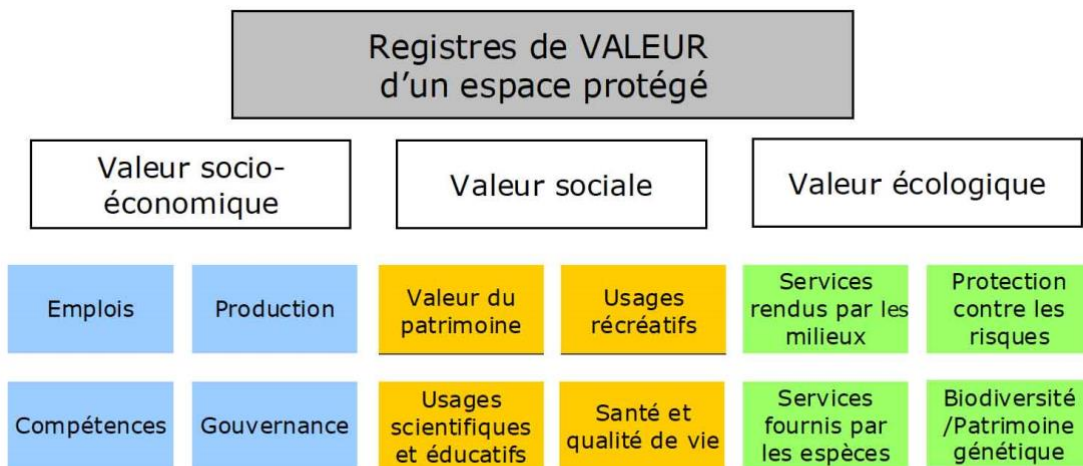 Registres de VALEUR
d'un espace protégé
Valeur socio-
économique
Valeur sociale
Valeur écologique
Emplois
Production
Valeur du
patrimoine
Usages
récréatifs
Services
rendus par les
milieux
Protection
contre les
risques
Compétences
Gouvernance
Usages
scientifiques
et éducatifs
Santé et
qualité de vie
Services
fournis par
les espèces
Biodiversité
/Patrimoine
génétique